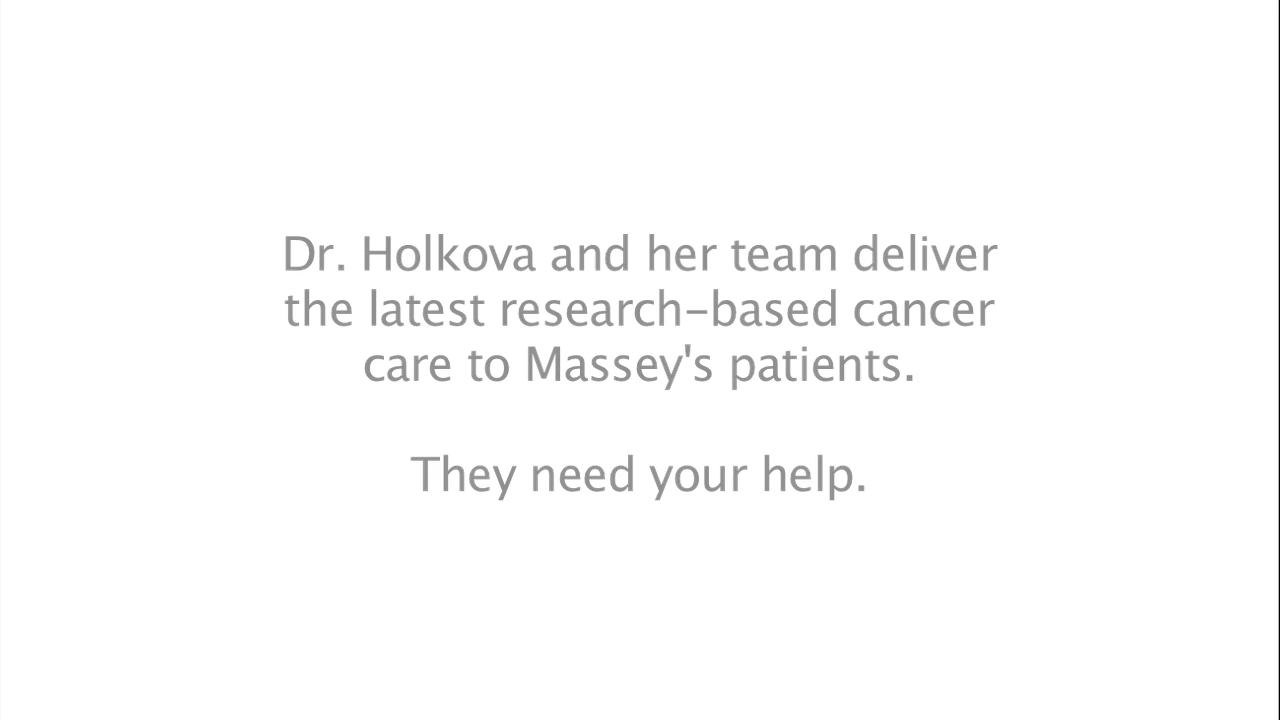 Dr. Holkova and her team deliver
the latest research-based cancer
care to Massey's patients.
They need your help.